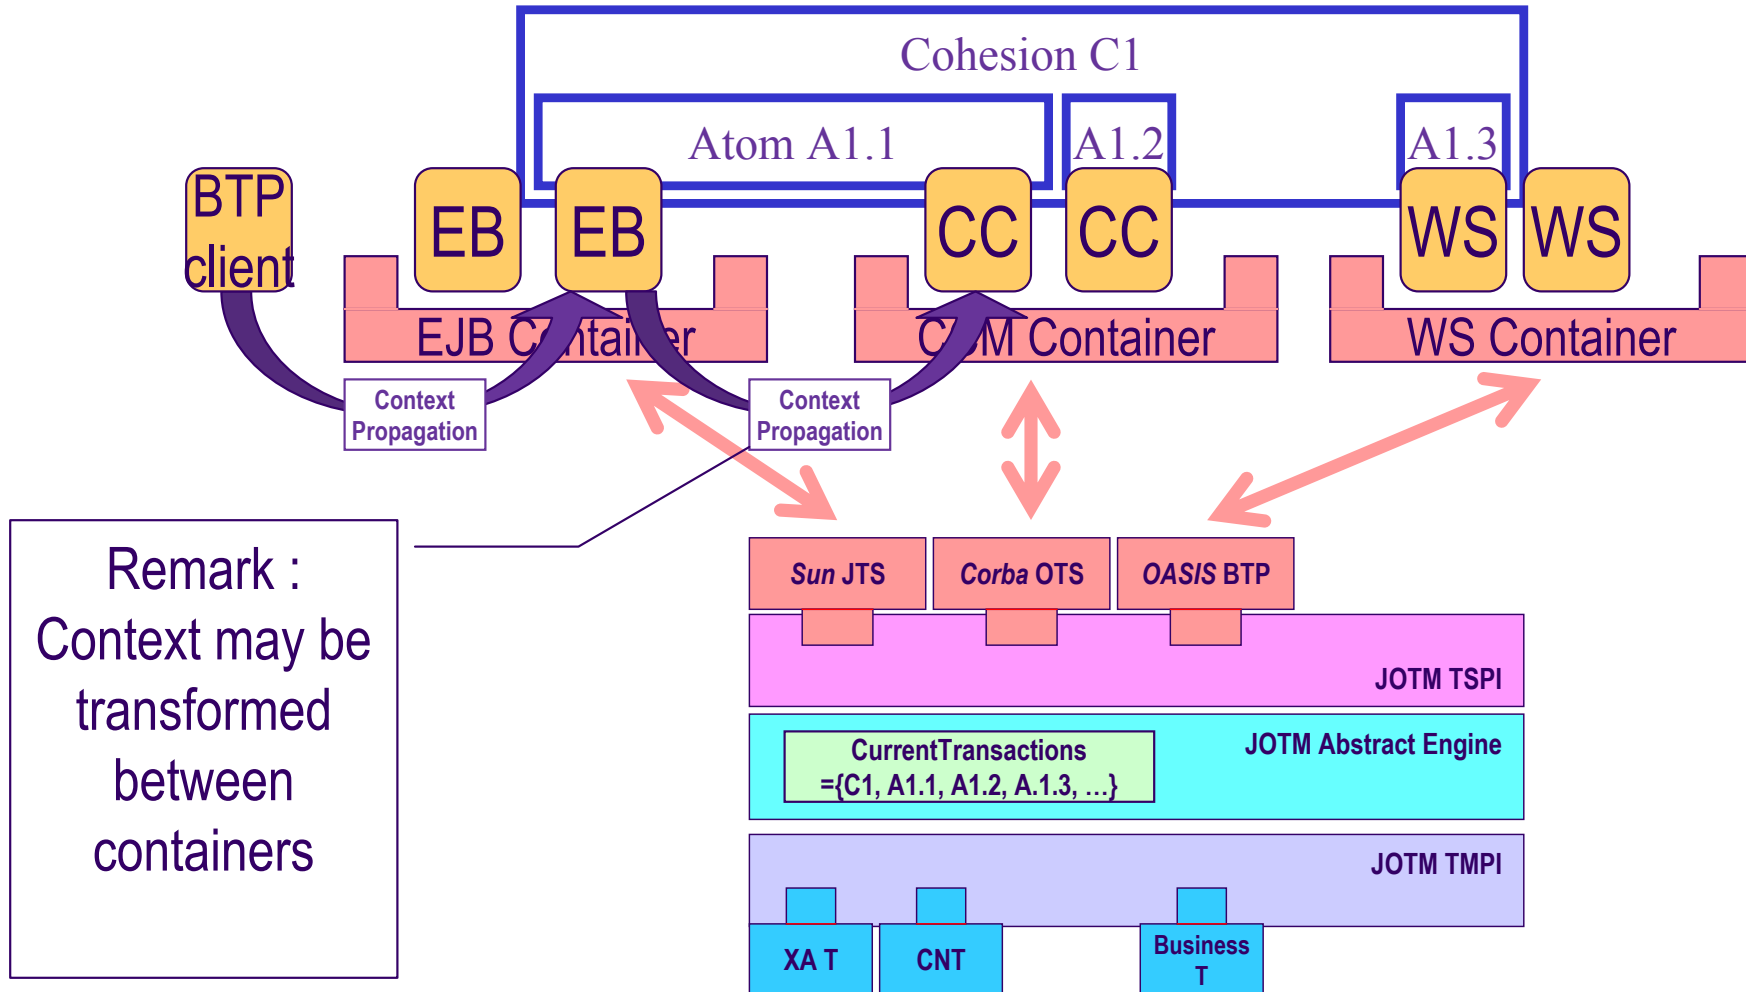 Cohesion C1
Atom A1.1
A1.2
A1.3
BTP
client
EB
EB
CC
CC
WS
WS
EJB Container
CCM Container
WS Container
Context
Propagation
Context
Propagation
Remark :
Context may be
transformed
between
containers
Sun JTS
Corba OTS
OASIS BTP
JOTM TSPI
JOTM Abstract Engine
CurrentTransactions
={C1, A1.1, A1.2, A.1.3, …}
JOTM TMPI
XA T
CNT
Business
T